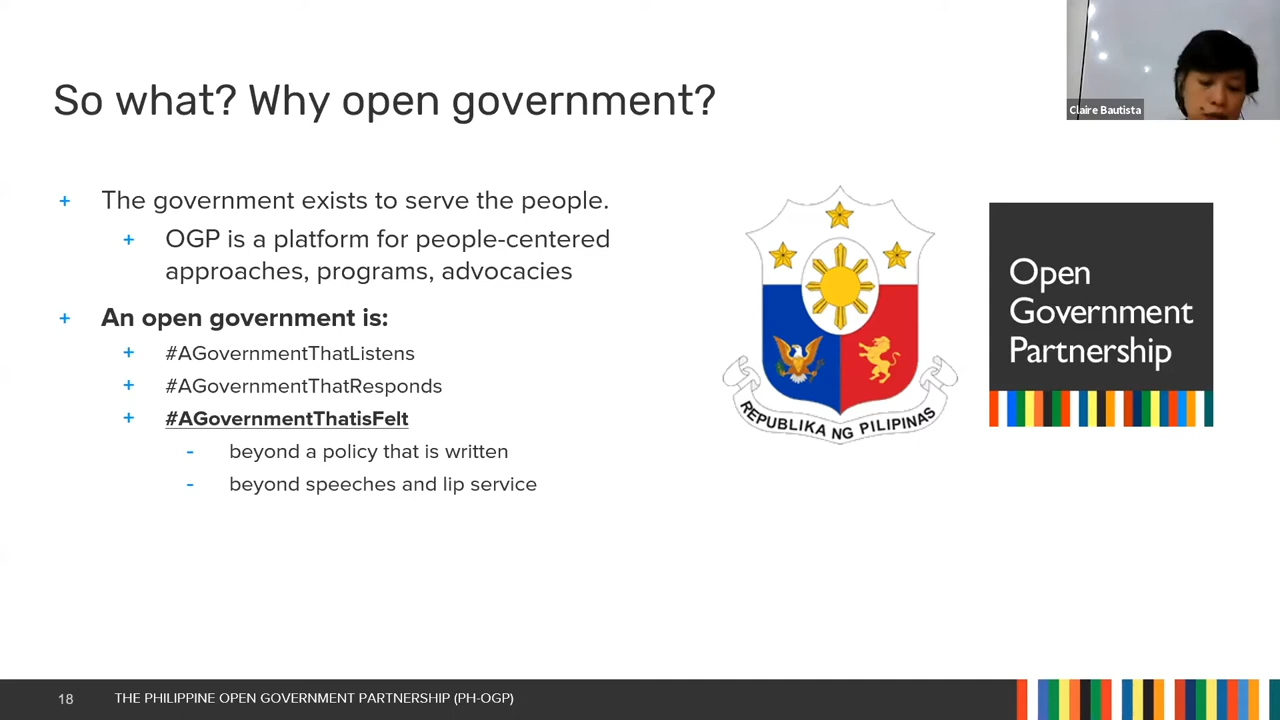 So what? Why open government?
Claire Bautista
+ The government exists to serve the people.
+ OGP is a platform for people-centered
approaches, programs, advocacies
+ An open government is:
+ #AGovernmentThatListens
+ #AGovernmentThatResponds
+ #AGovernmentThatisFelt
- beyond a policy that is written
- beyond speeches and lip service
REPUBLIKA NG PILIPINAS
Open
Government
Partnership
18 THE PHILIPPINE OPEN GOVERNMENT PARTNERSHIP (PH-OGP)